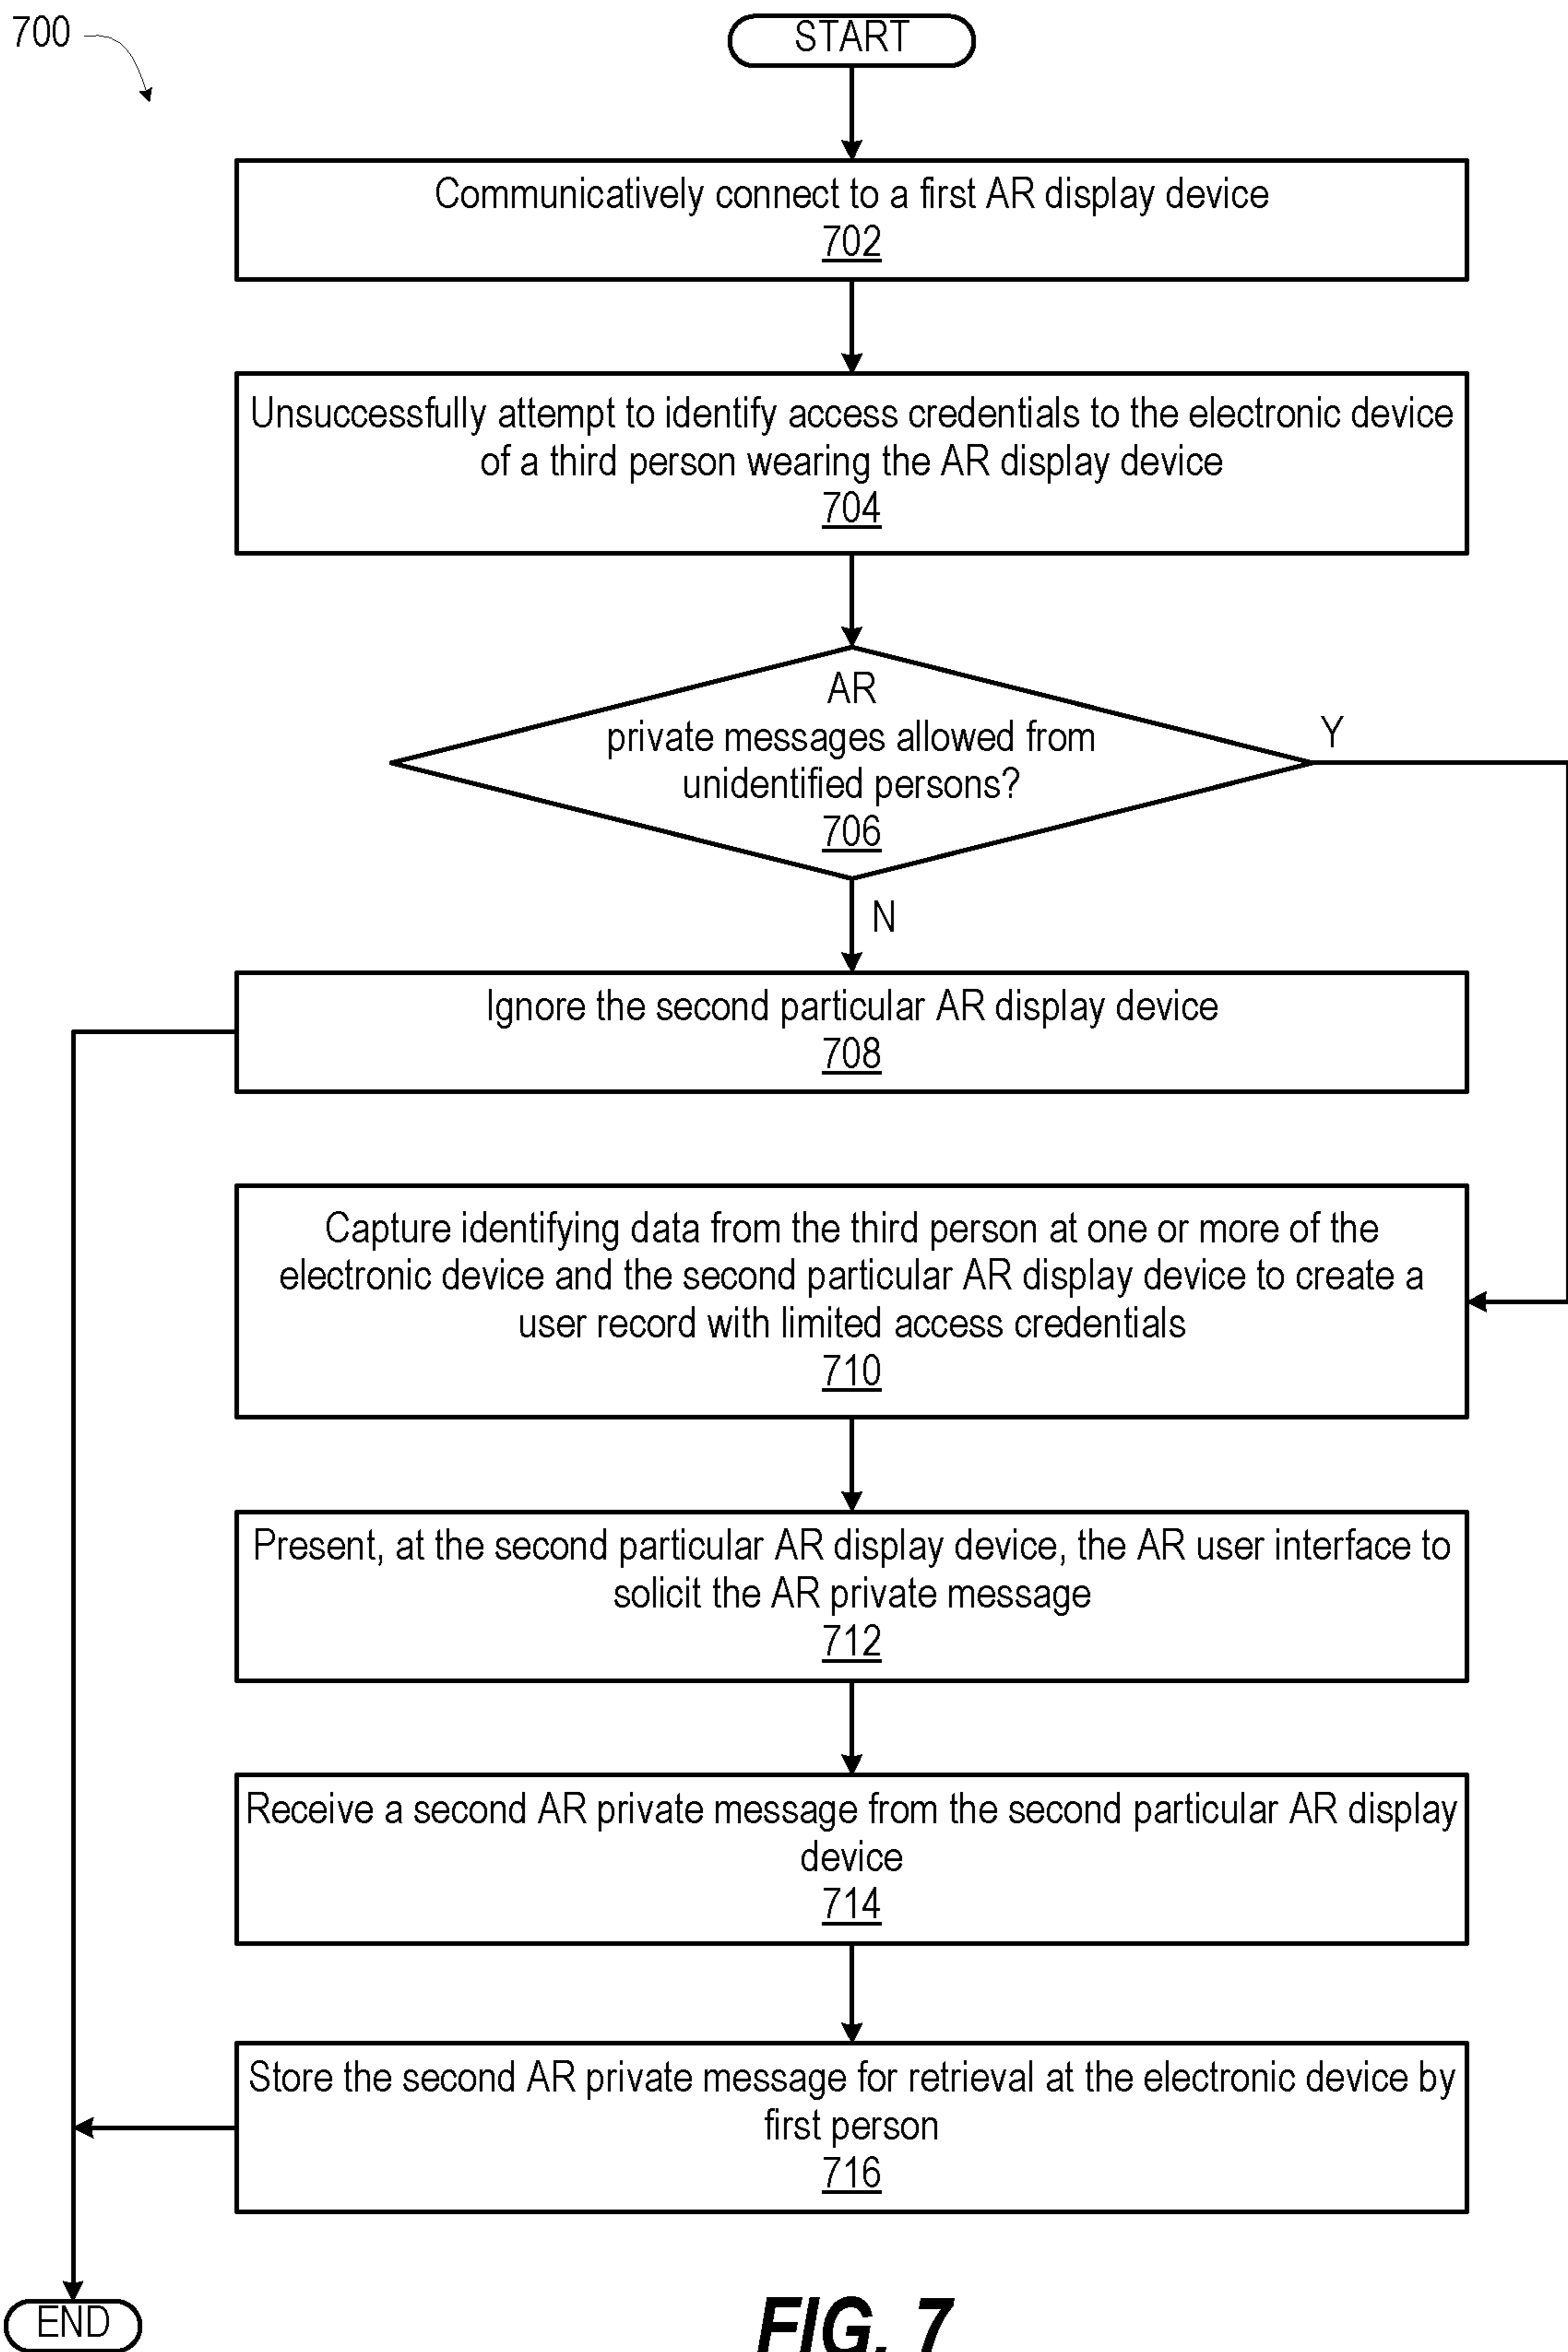 700
START
Communicatively connect to a first AR display device
702
Unsuccessfully attempt to identify access credentials to the electronic device
of a third person wearing the AR display device
704
AR
private messages allowed from
unidentified persons?
706
Y
N
Ignore the second particular AR display device
708
Capture identifying data from the third person at one or more of the
electronic device and the second particular AR display device to create a
user record with limited access credentials
710
Present, at the second particular AR display device, the AR user interface to
solicit the AR private message
712
Receive a second AR private message from the second particular AR display
device
714
Store the second AR private message for retrieval at the electronic device by
first person
716
END
FIG. 7